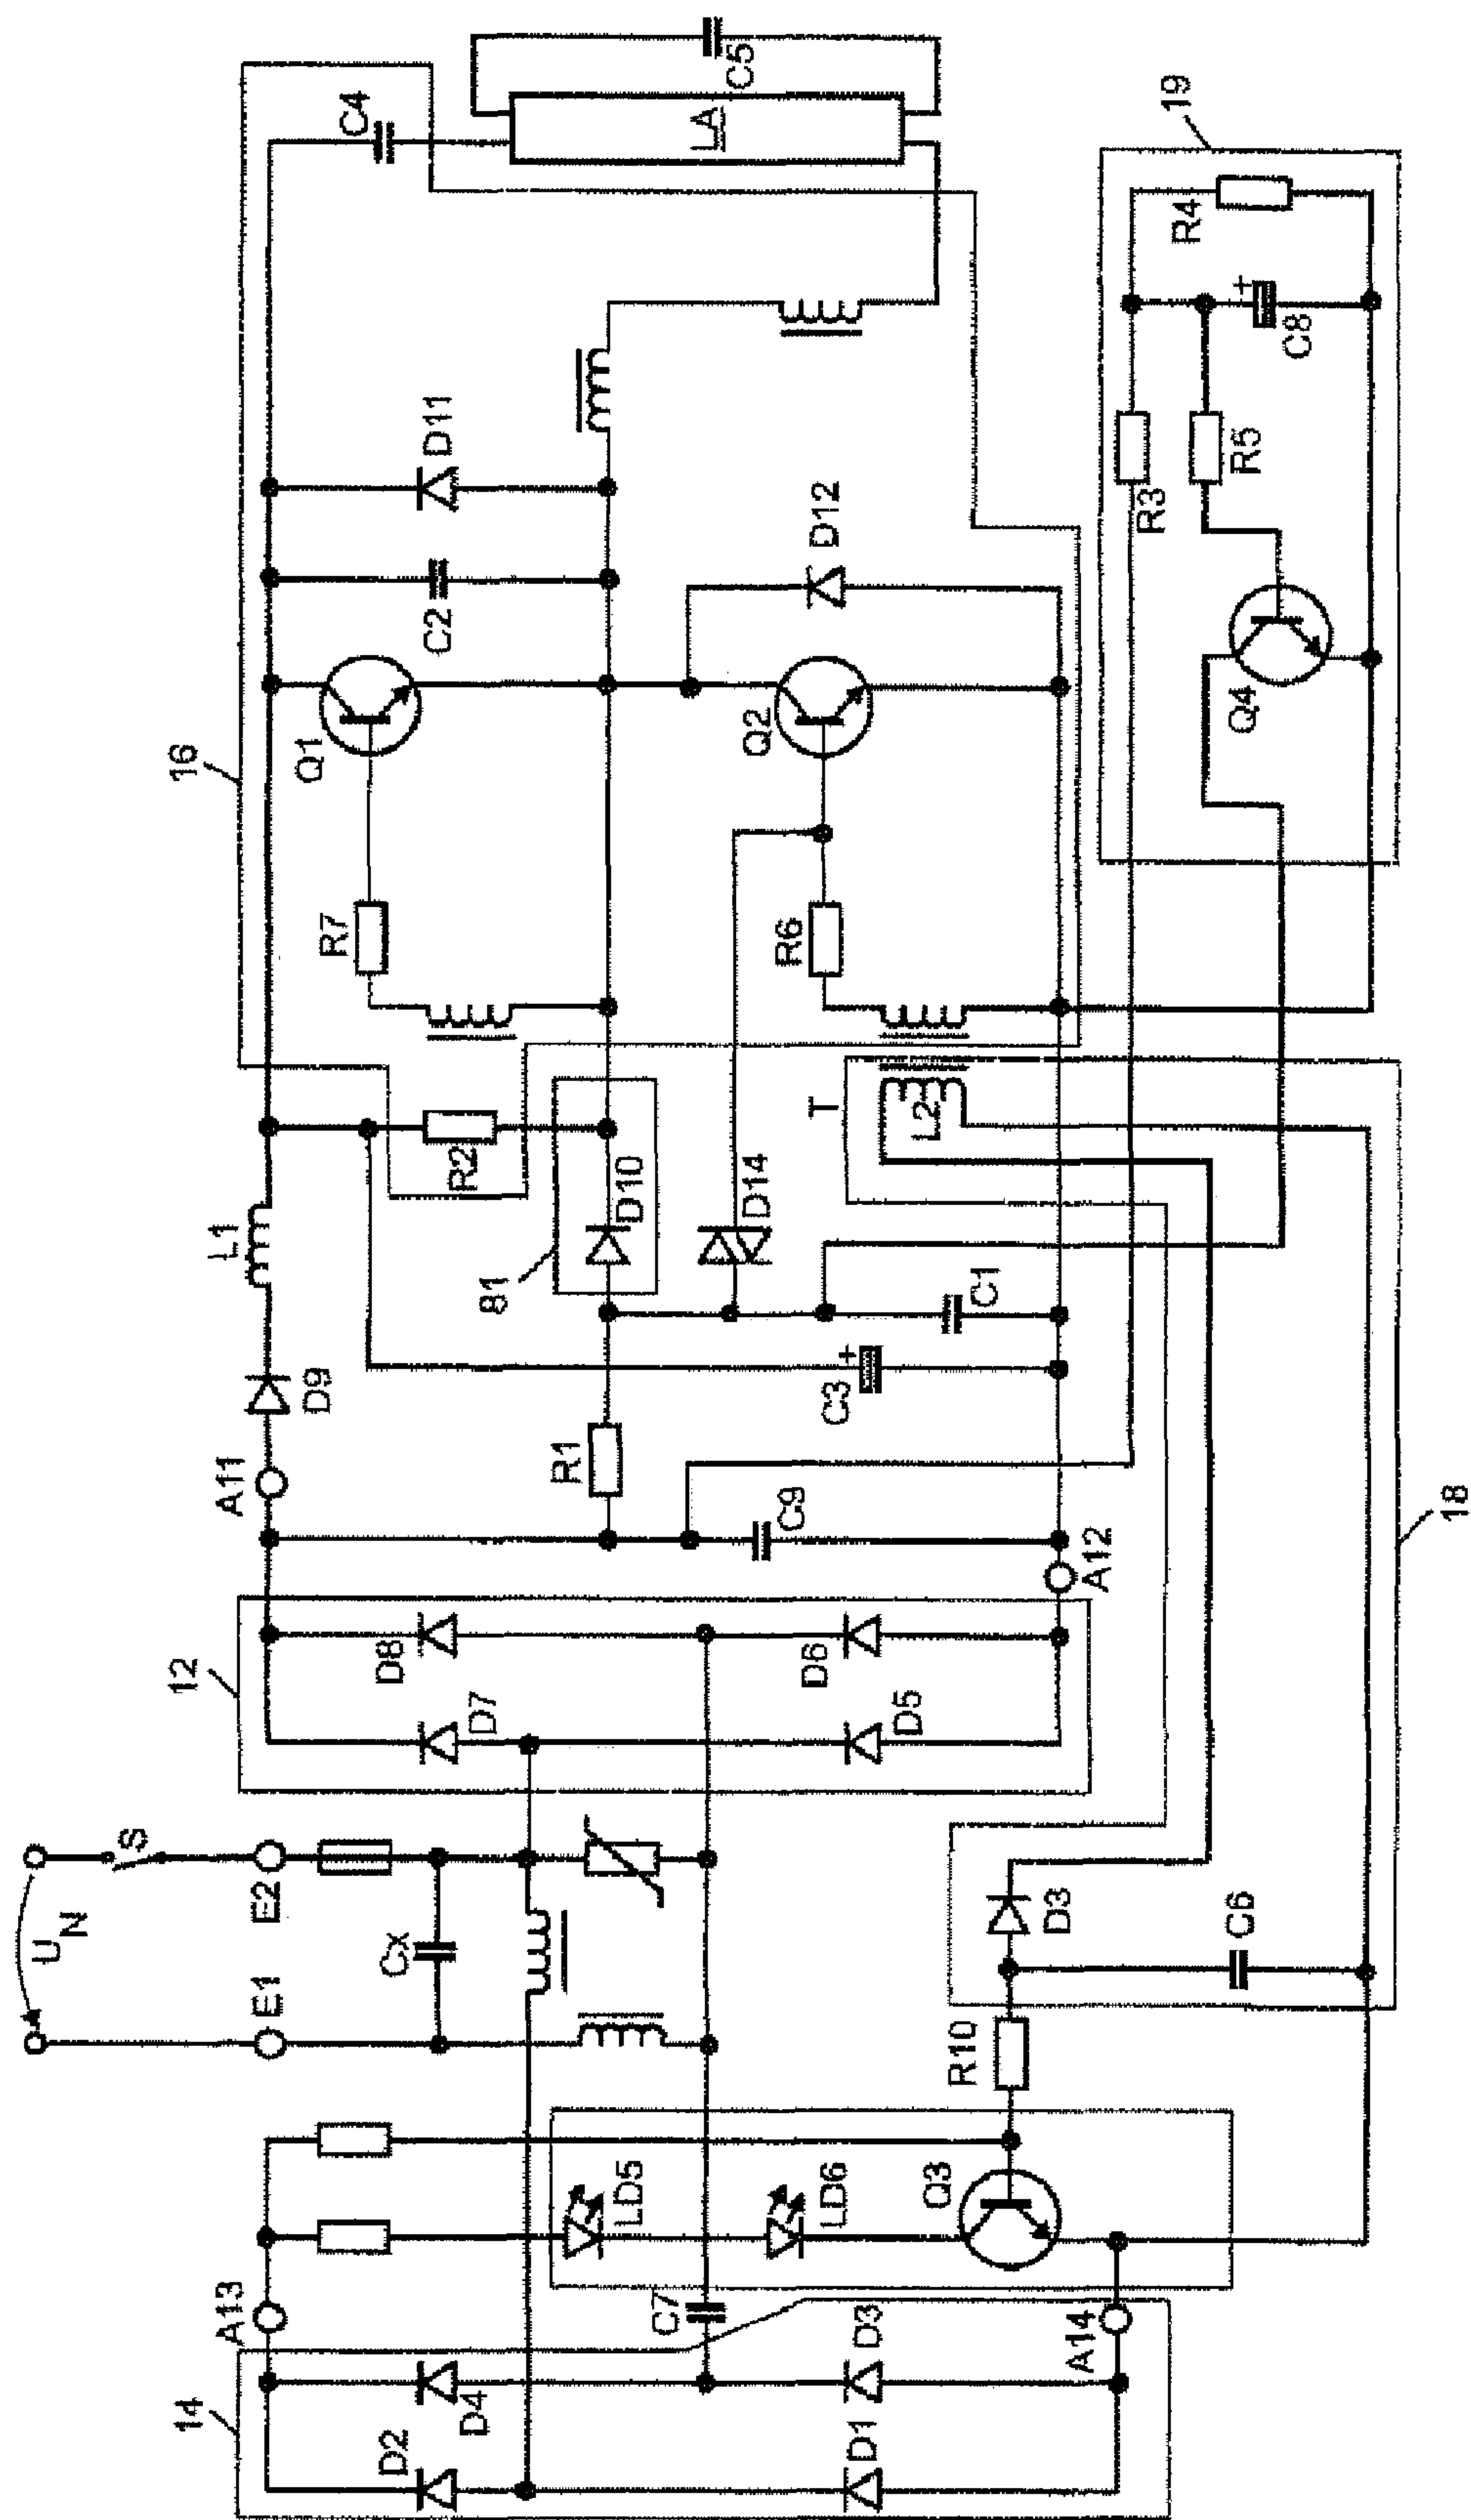 U N
S
E1
E2
Cx
14
D2
D4
D1
D3
A13
A14
C7
LD5
LD6
Q3
R10
D3
C6
18
12
D7
D8
D5
D6
A11
A12
C9
R1
D9
L1
C3
C1
81
D10
D14
R2
T
L2
16
R7
R6
Q1
Q2
C2
D11
D12
C4
LA
C5
19
R3
R5
R4
C8
+
Q4
+